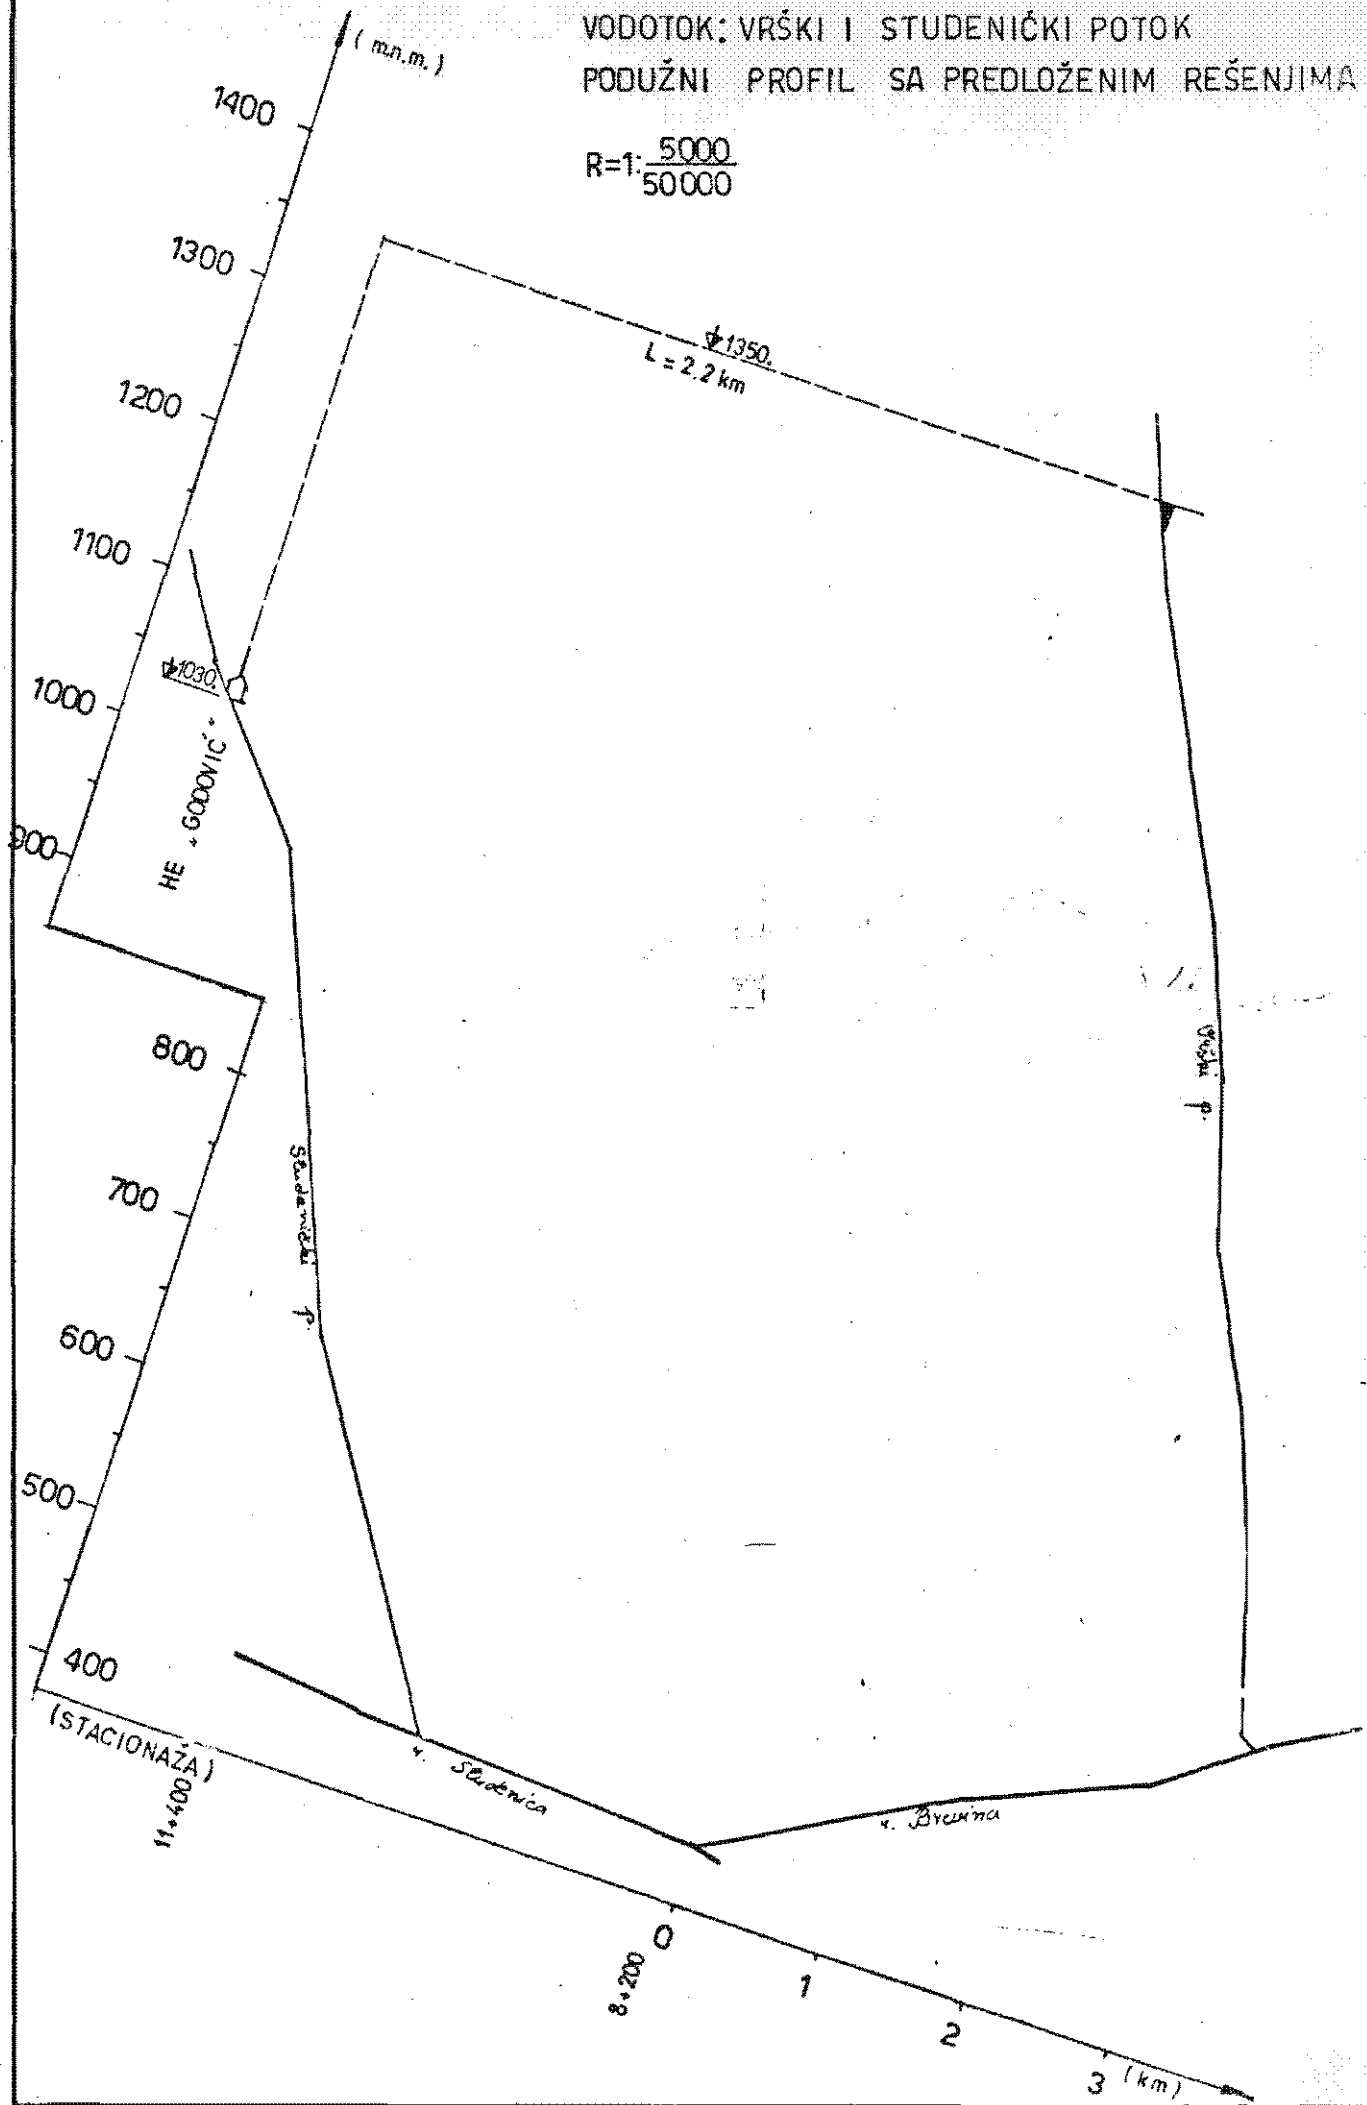 VODOTOK: VRŠKI I STUDENIĆKI POTOK
PODUŽNI PROFIL SA PREDLOŽENIM REŠENJIMA
R=1:5000/50000
(m.n.m.)
1400
1300
1200
1100
1000
900
800
700
600
500
400
1350.
L = 2.2 km
1030.
HE "GODOVIĆ"
Studenički p.
Vrški p.
r. Studenica
r. Brevina
(STACIONAŽA)
11+400
8+200
0
1
2
3
(km)